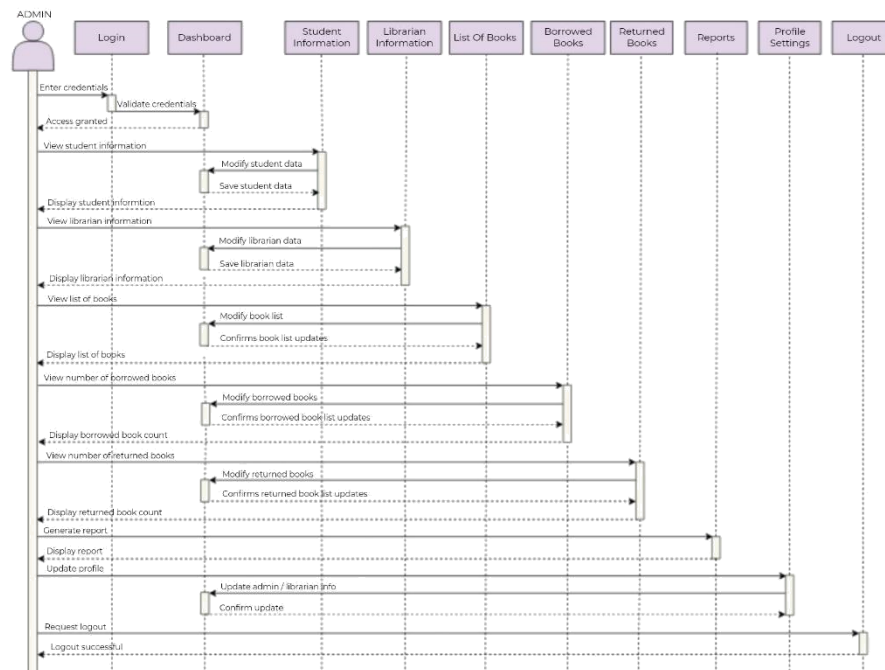 ADMIN
Login
Dashboard
Student
Information
Librarian
Information
List Of Books
Borrowed
Books
Returned
Books
Reports
Profile
Settings
Logout
Enter credentials
Validate credentials
Access granted
View student information
Modify student data
Save student data
Display student informtion
View librarian information
Modify librarian data
Save librarian data
Display librarian information
View list of books
Modify book list
Confirms book list updates
Display list of books
View number of borrowed books
Modify borrowed books
Confirms borrowed book list updates
Display borrowed book count
View number of returned books
Modify returned books
Confirms returned book list updates
Display returned book count
Generate report
Display report
Update profile
Update admin / librarian info
Confirm update
Request logout
Logout successful